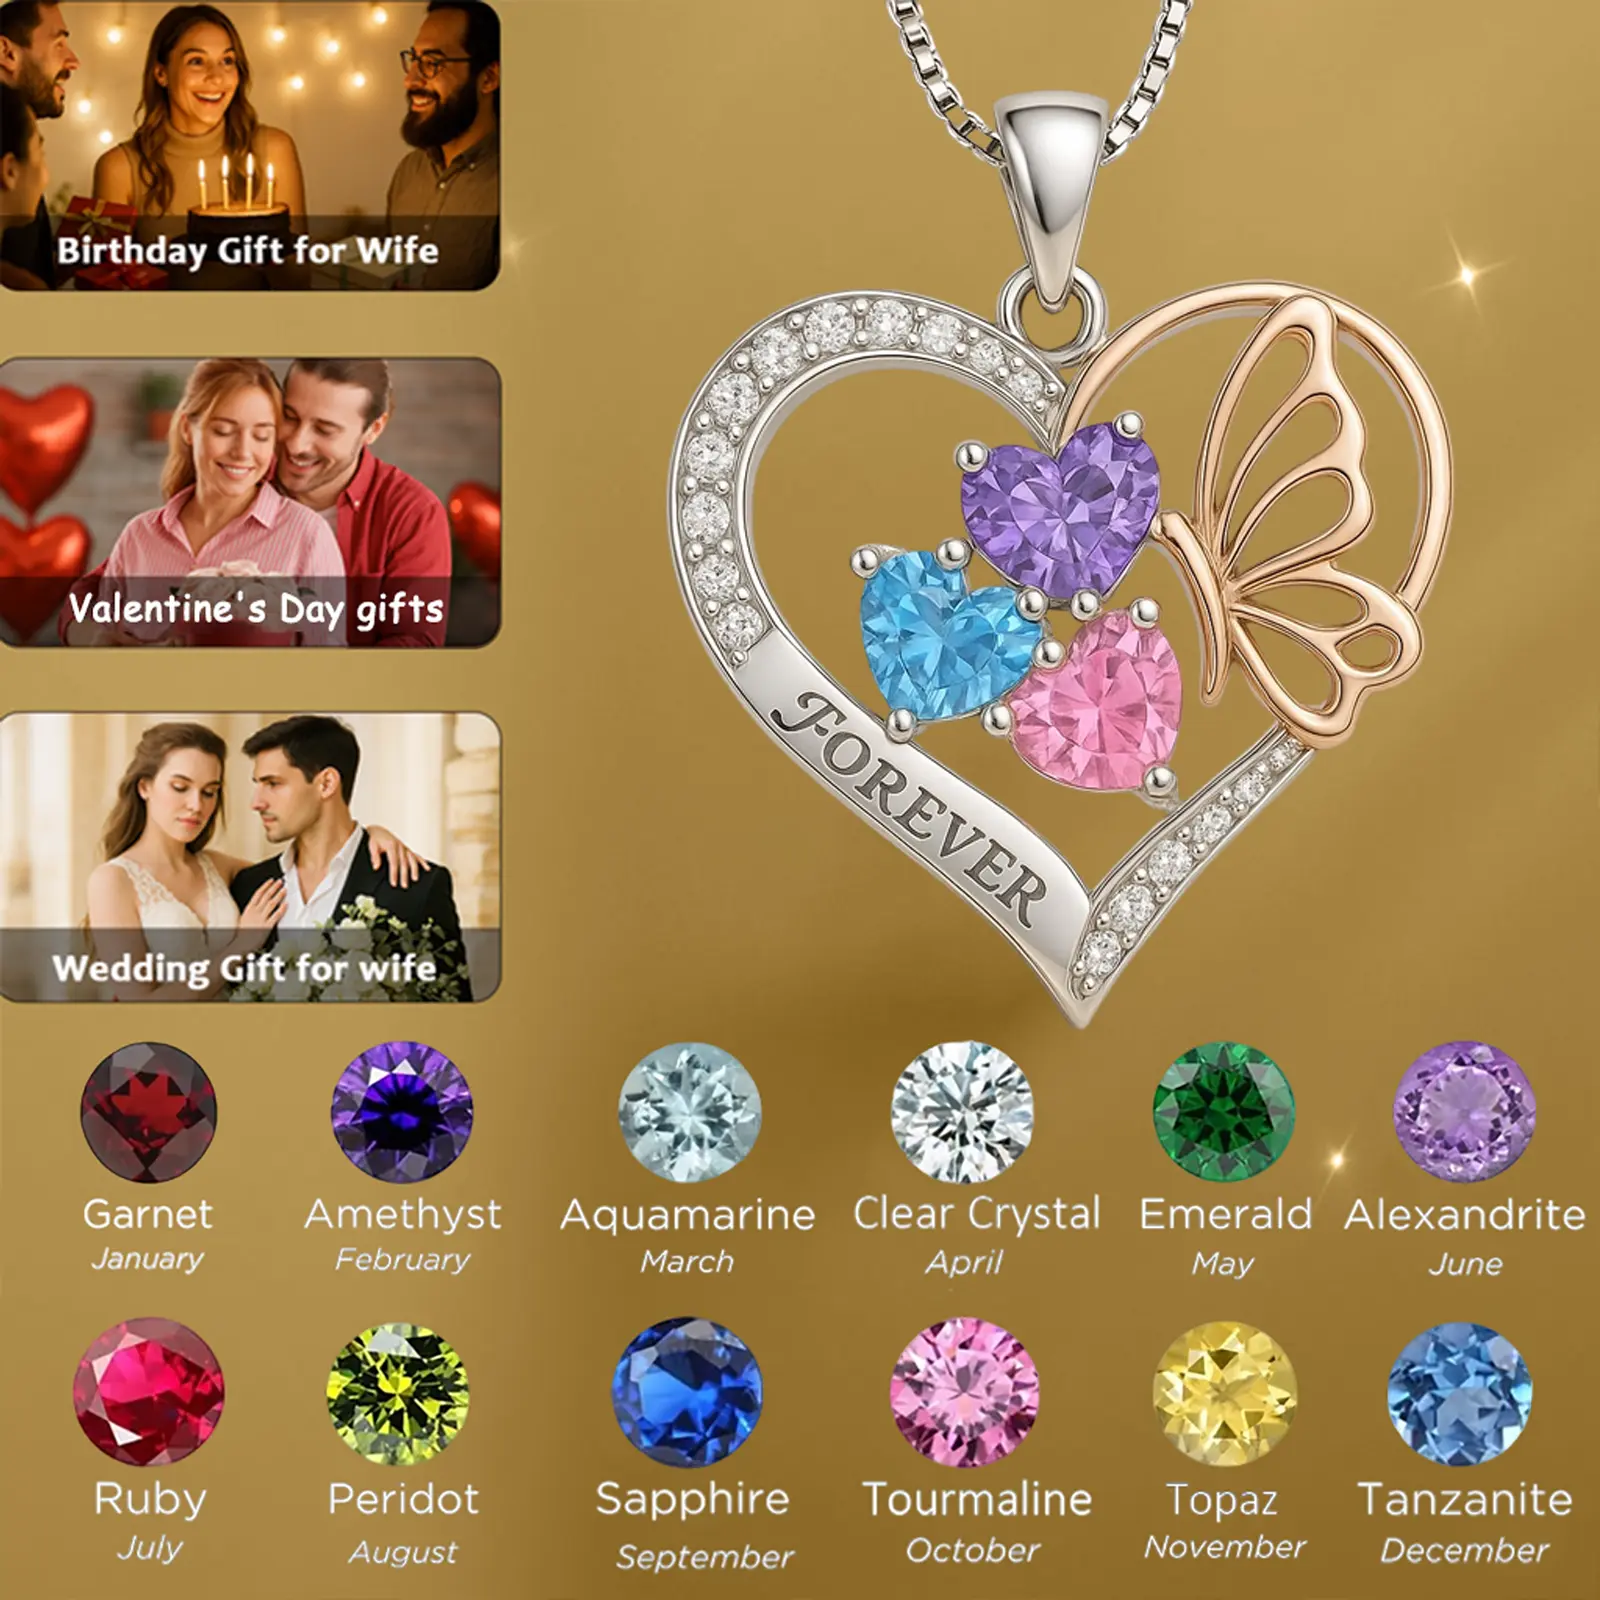 Birthday Gift for Wife
Valentine's Day gifts
Wedding Gift for wife
FOREVER
Garnet
January
Amethyst
February
Aquamarine
March
Clear Crystal
April
Emerald
May
Alexandrite
June
Ruby
July
Peridot
August
Sapphire
September
Tourmaline
October
Topaz
November
Tanzanite
December